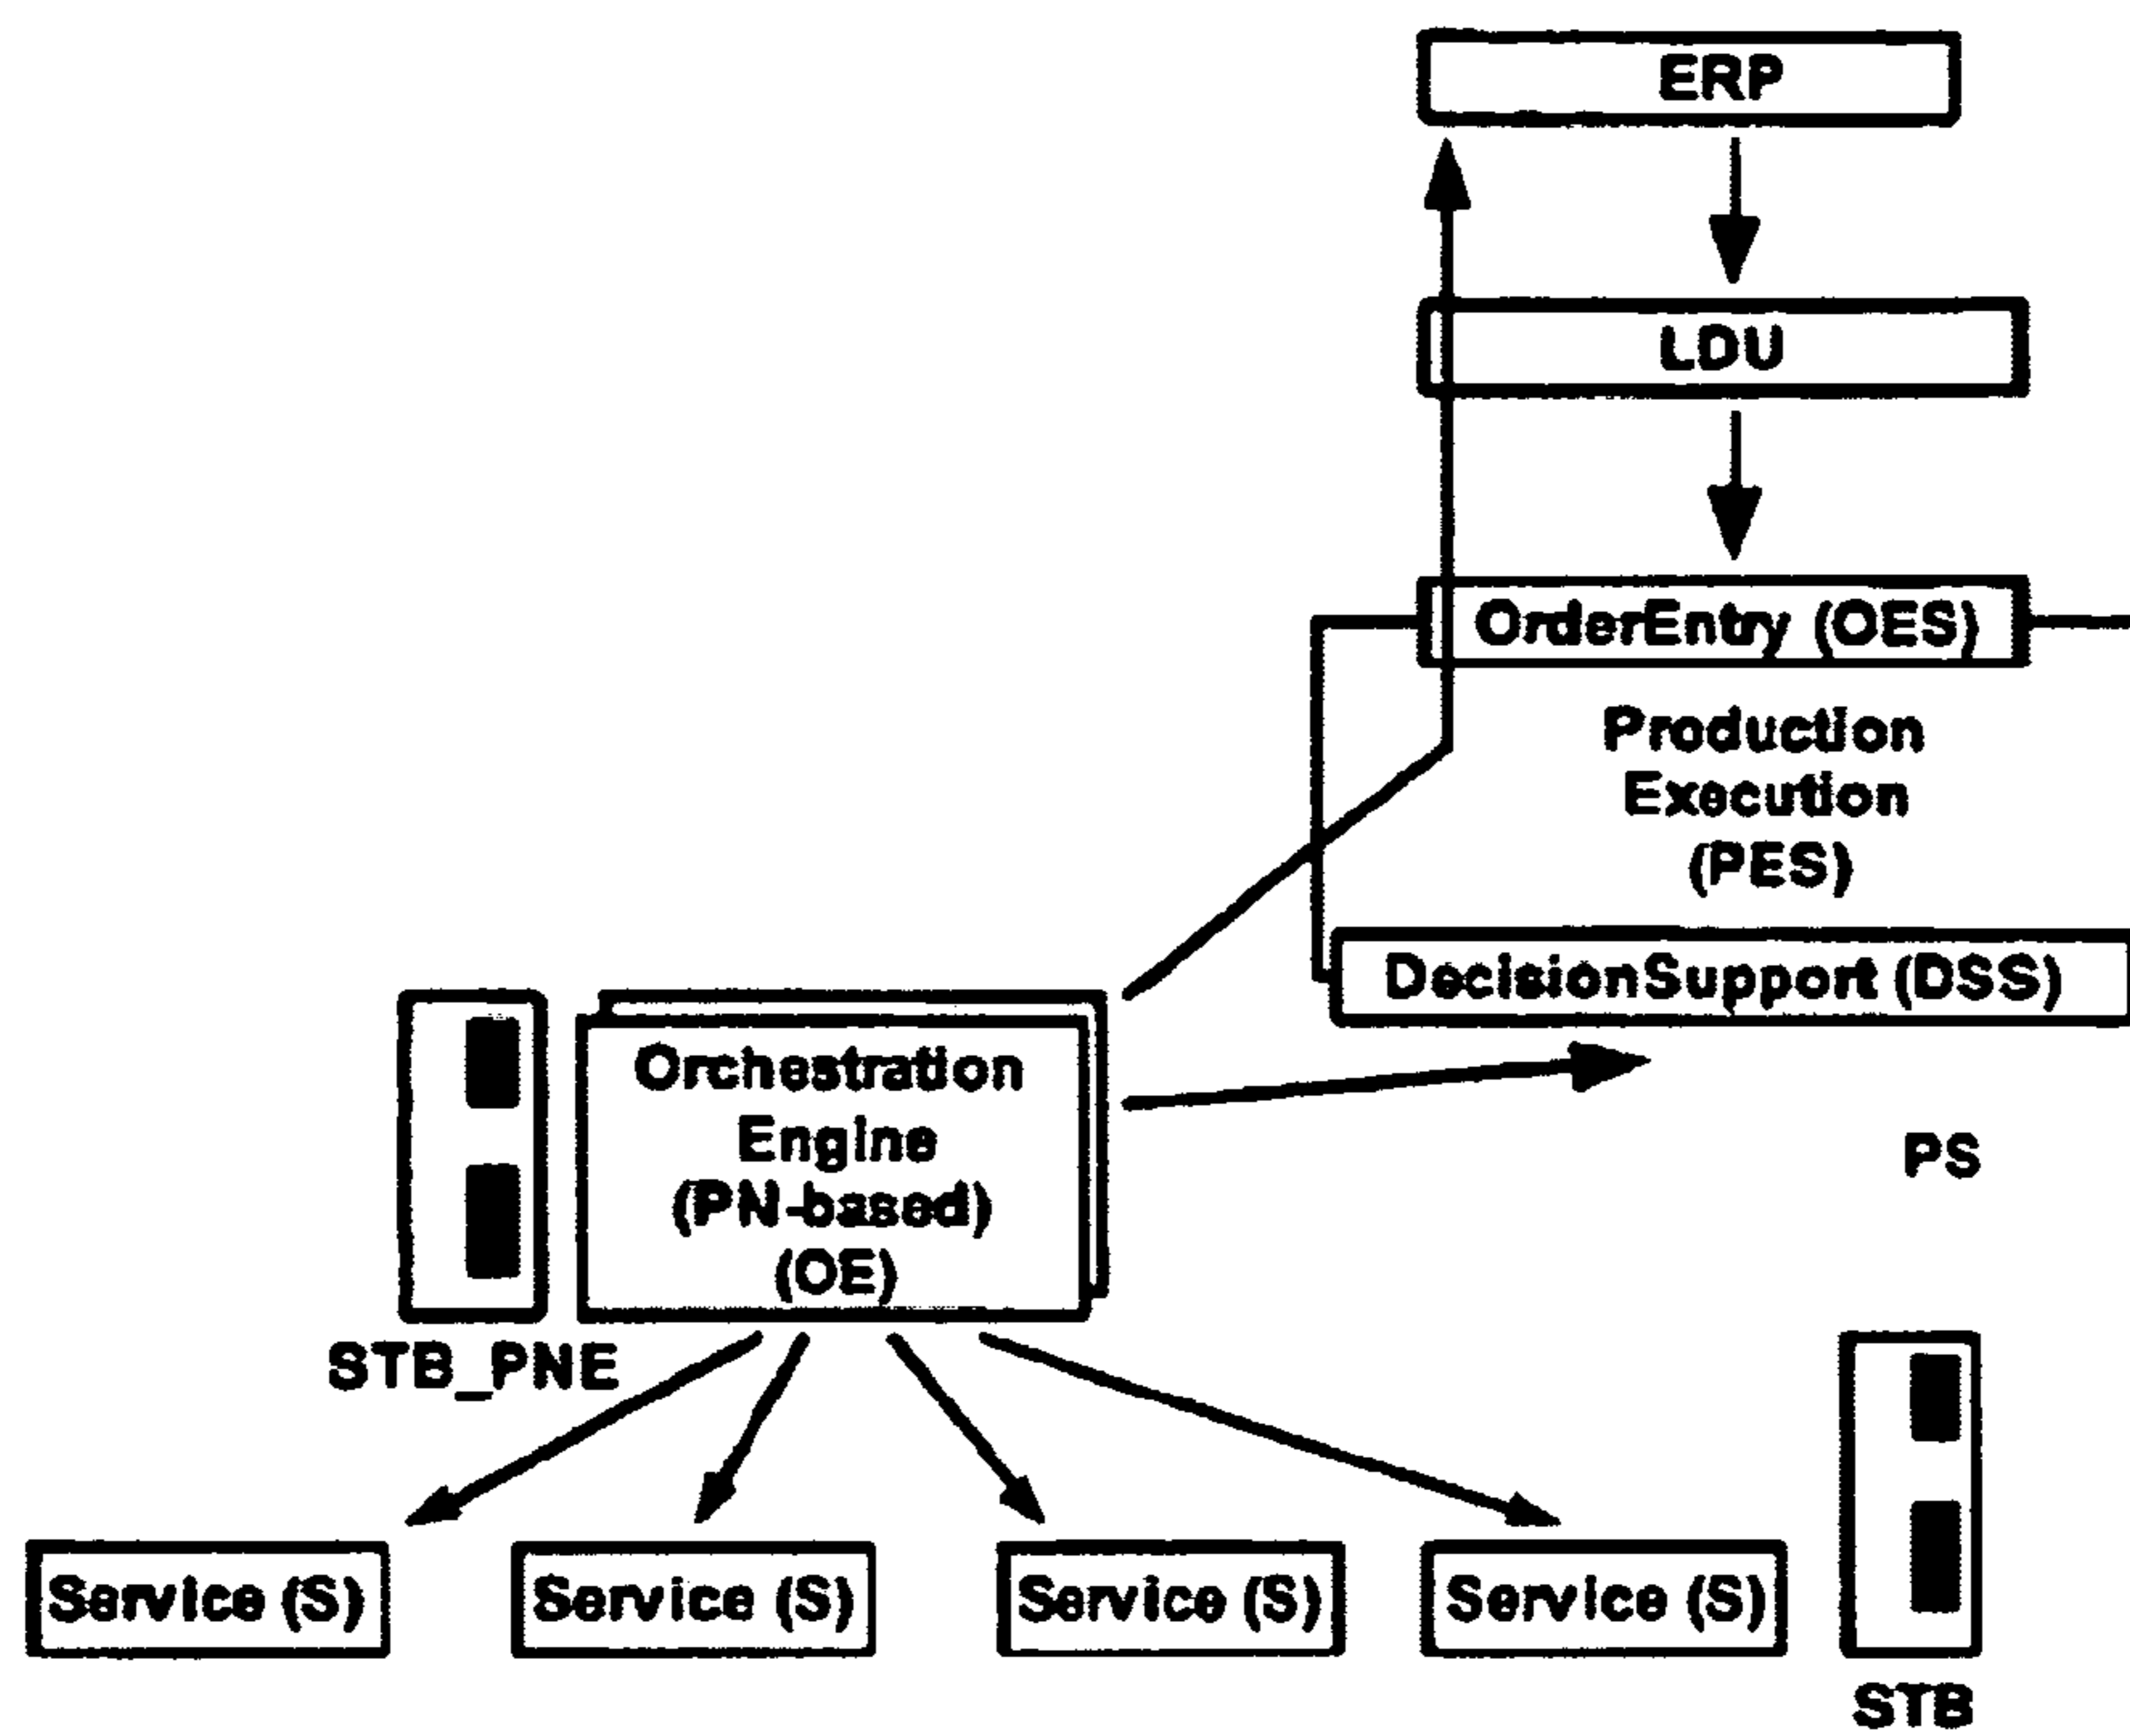 ERP
LDU
OrderEntry (OES)
Production
Execution
(PES)
DecisionSupport (DSS)
Orchestration
Engine
(PN-based)
(OE)
PS
STB_PNE
Service (S)
Service (S)
Service (S)
Service (S)
STB